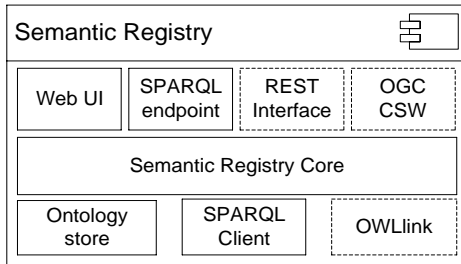 Semantic Registry
Web UI
SPARQL
endpoint
REST
Interface
OGC
CSW
Semantic Registry Core
Ontology
store
SPARQL
Client
OWLlink